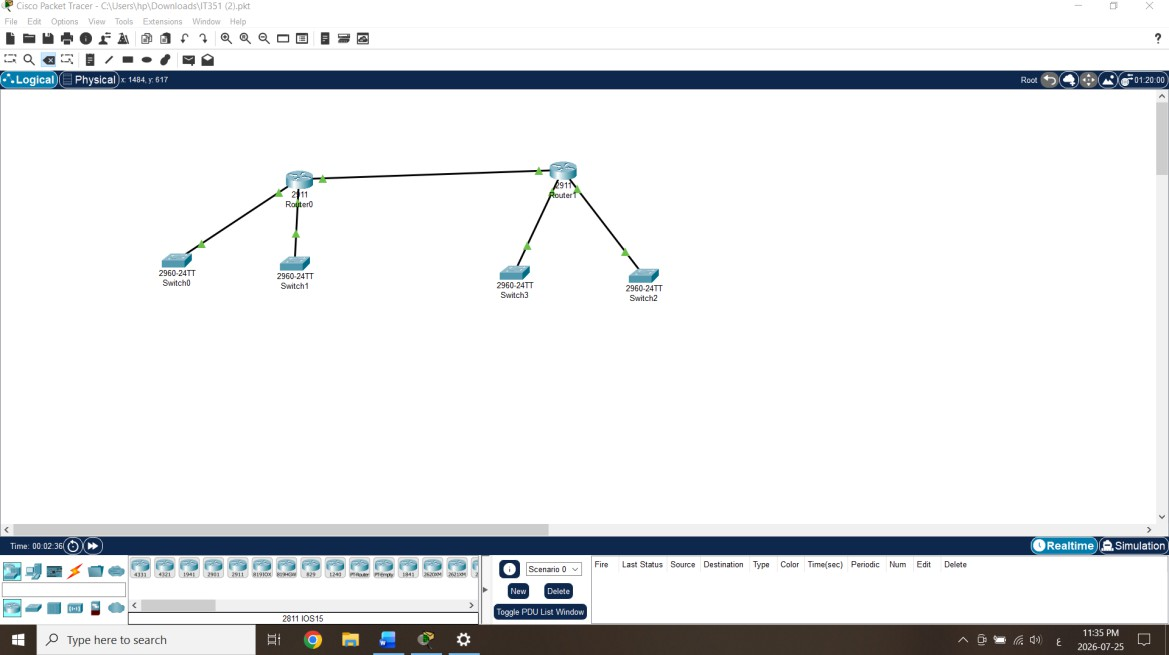 Cisco Packet Tracer - C:\Users\hp\Downloads\IT351 (2).pkt
File Edit Options View Tools Extensions Window Help
?
Logical Physical x: 1484, y: 617 Root 01:20:00
2911
Router0
2911
Router1
2960-24TT
Switch0
2960-24TT
Switch1
2960-24TT
Switch3
2960-24TT
Switch2
Time: 00:02:36 Realtime Simulation
4331 4321 1941 2901 2911 819IOX 819HGW 829 1240 PT-Router PT-Empty 1841 2620XM 2621XM
2811 IOS15
Scenario 0
New Delete
Toggle PDU List Window
Fire Last Status Source Destination Type Color Time(sec) Periodic Num Edit Delete
Type here to search
ع
11:35 PM
2026-07-25